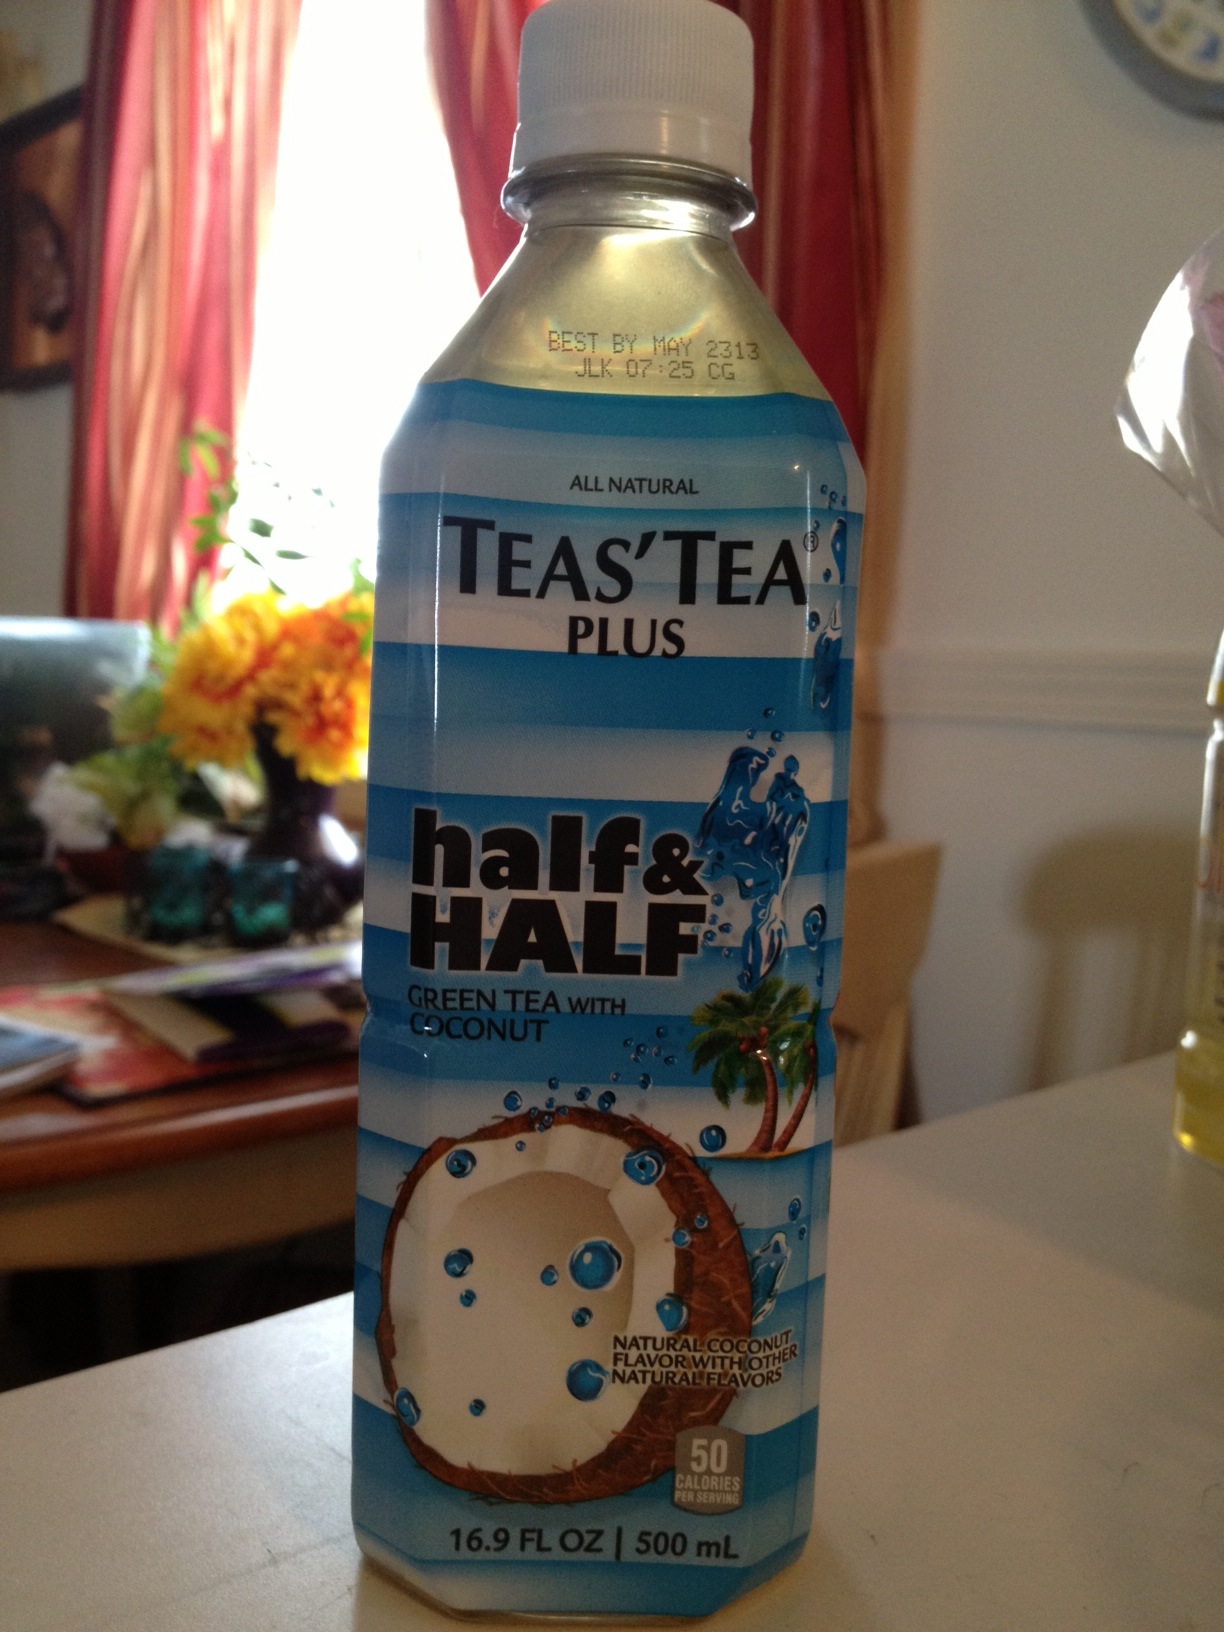 BEST BY MAY 2313
JLK 07:25 CG
ALL NATURAL
TEAS' TEA®
PLUS
half&
HALF
GREEN TEA WITH
COCONUT
NATURAL COCONUT
FLAVOR WITH OTHER
NATURAL FLAVORS
50
CALORIES
PER SERVING
16.9 FL OZ | 500 mL